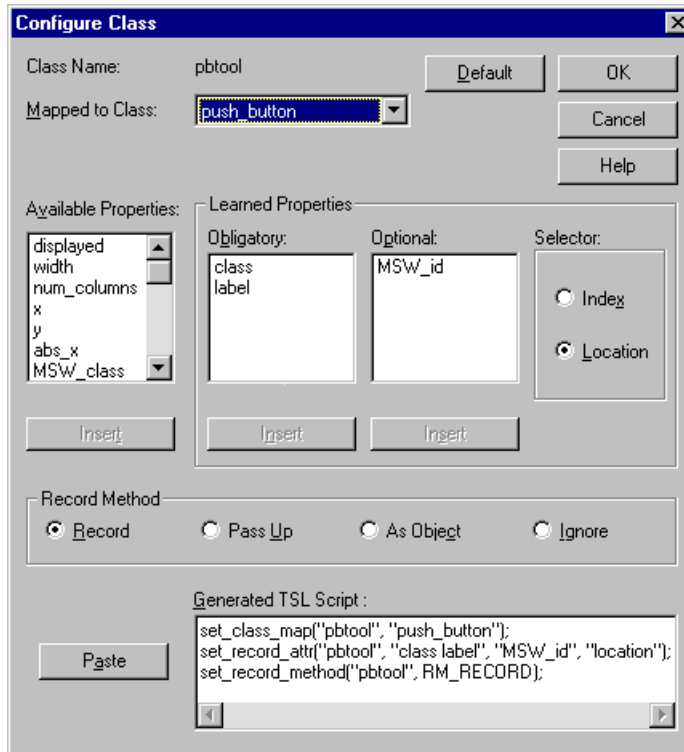 Configure Class
Class Name: pbtool Default OK
Mapped to Class: push_button Cancel
Help
Available Properties:
displayed
width
num_columns
x
y
abs_x
MSW_class
Insert
Learned Properties
Obligatory:
class
label
Insert
Optional:
MSW_id
Insert
Selector:
Index
Location
Record Method
Record Pass Up As Object Ignore
Generated TSL Script :
Paste
set_class_map("pbtool", "push_button");
set_record_attr("pbtool", "class label", "MSW_id", "location");
set_record_method("pbtool", RM_RECORD);